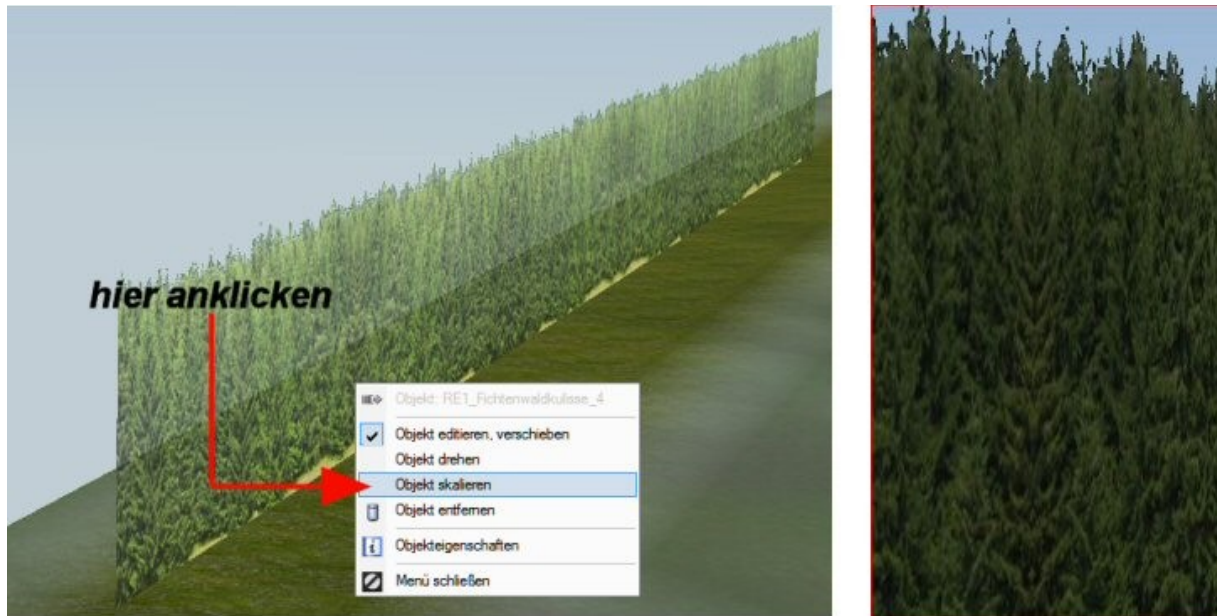 hier anklicken
Objekt: RE1_Fichtenwaldkulisse_4
Objekt editieren, verschieben
Objekt drehen
Objekt skalieren
Objekt entfernen
Objekteigenschaften
Menü schließen